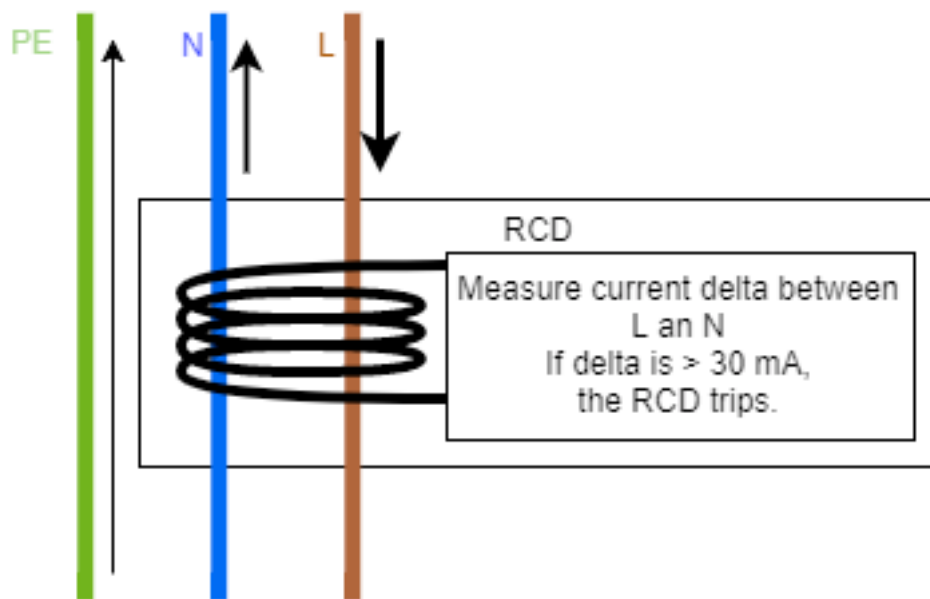 PE
N
L
RCD
Measure current delta between
L an N
If delta is > 30 mA,
the RCD trips.